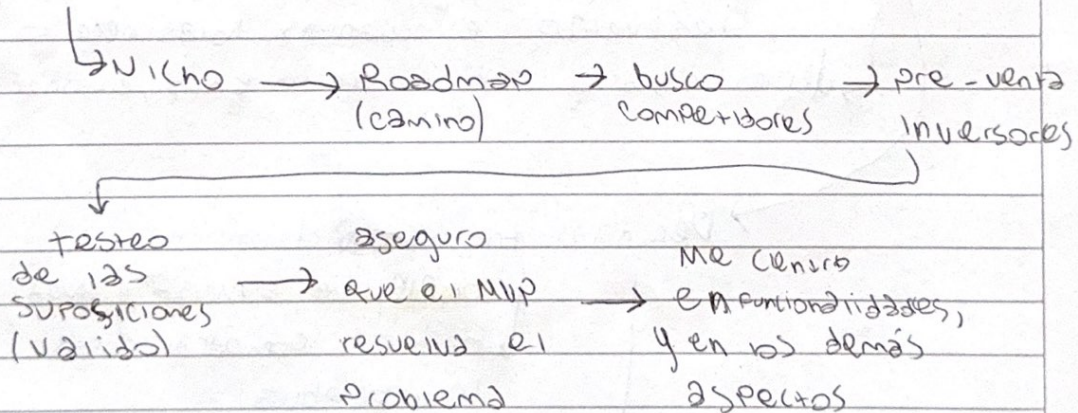 Nicho → Roadmap → busco → pre-venta
(camino) competidores inversores
testeo aseguro Me centro
de las → que el MVP → en funcionalidades,
suposiciones resuelva el y en los demás
(valido) problema aspectos